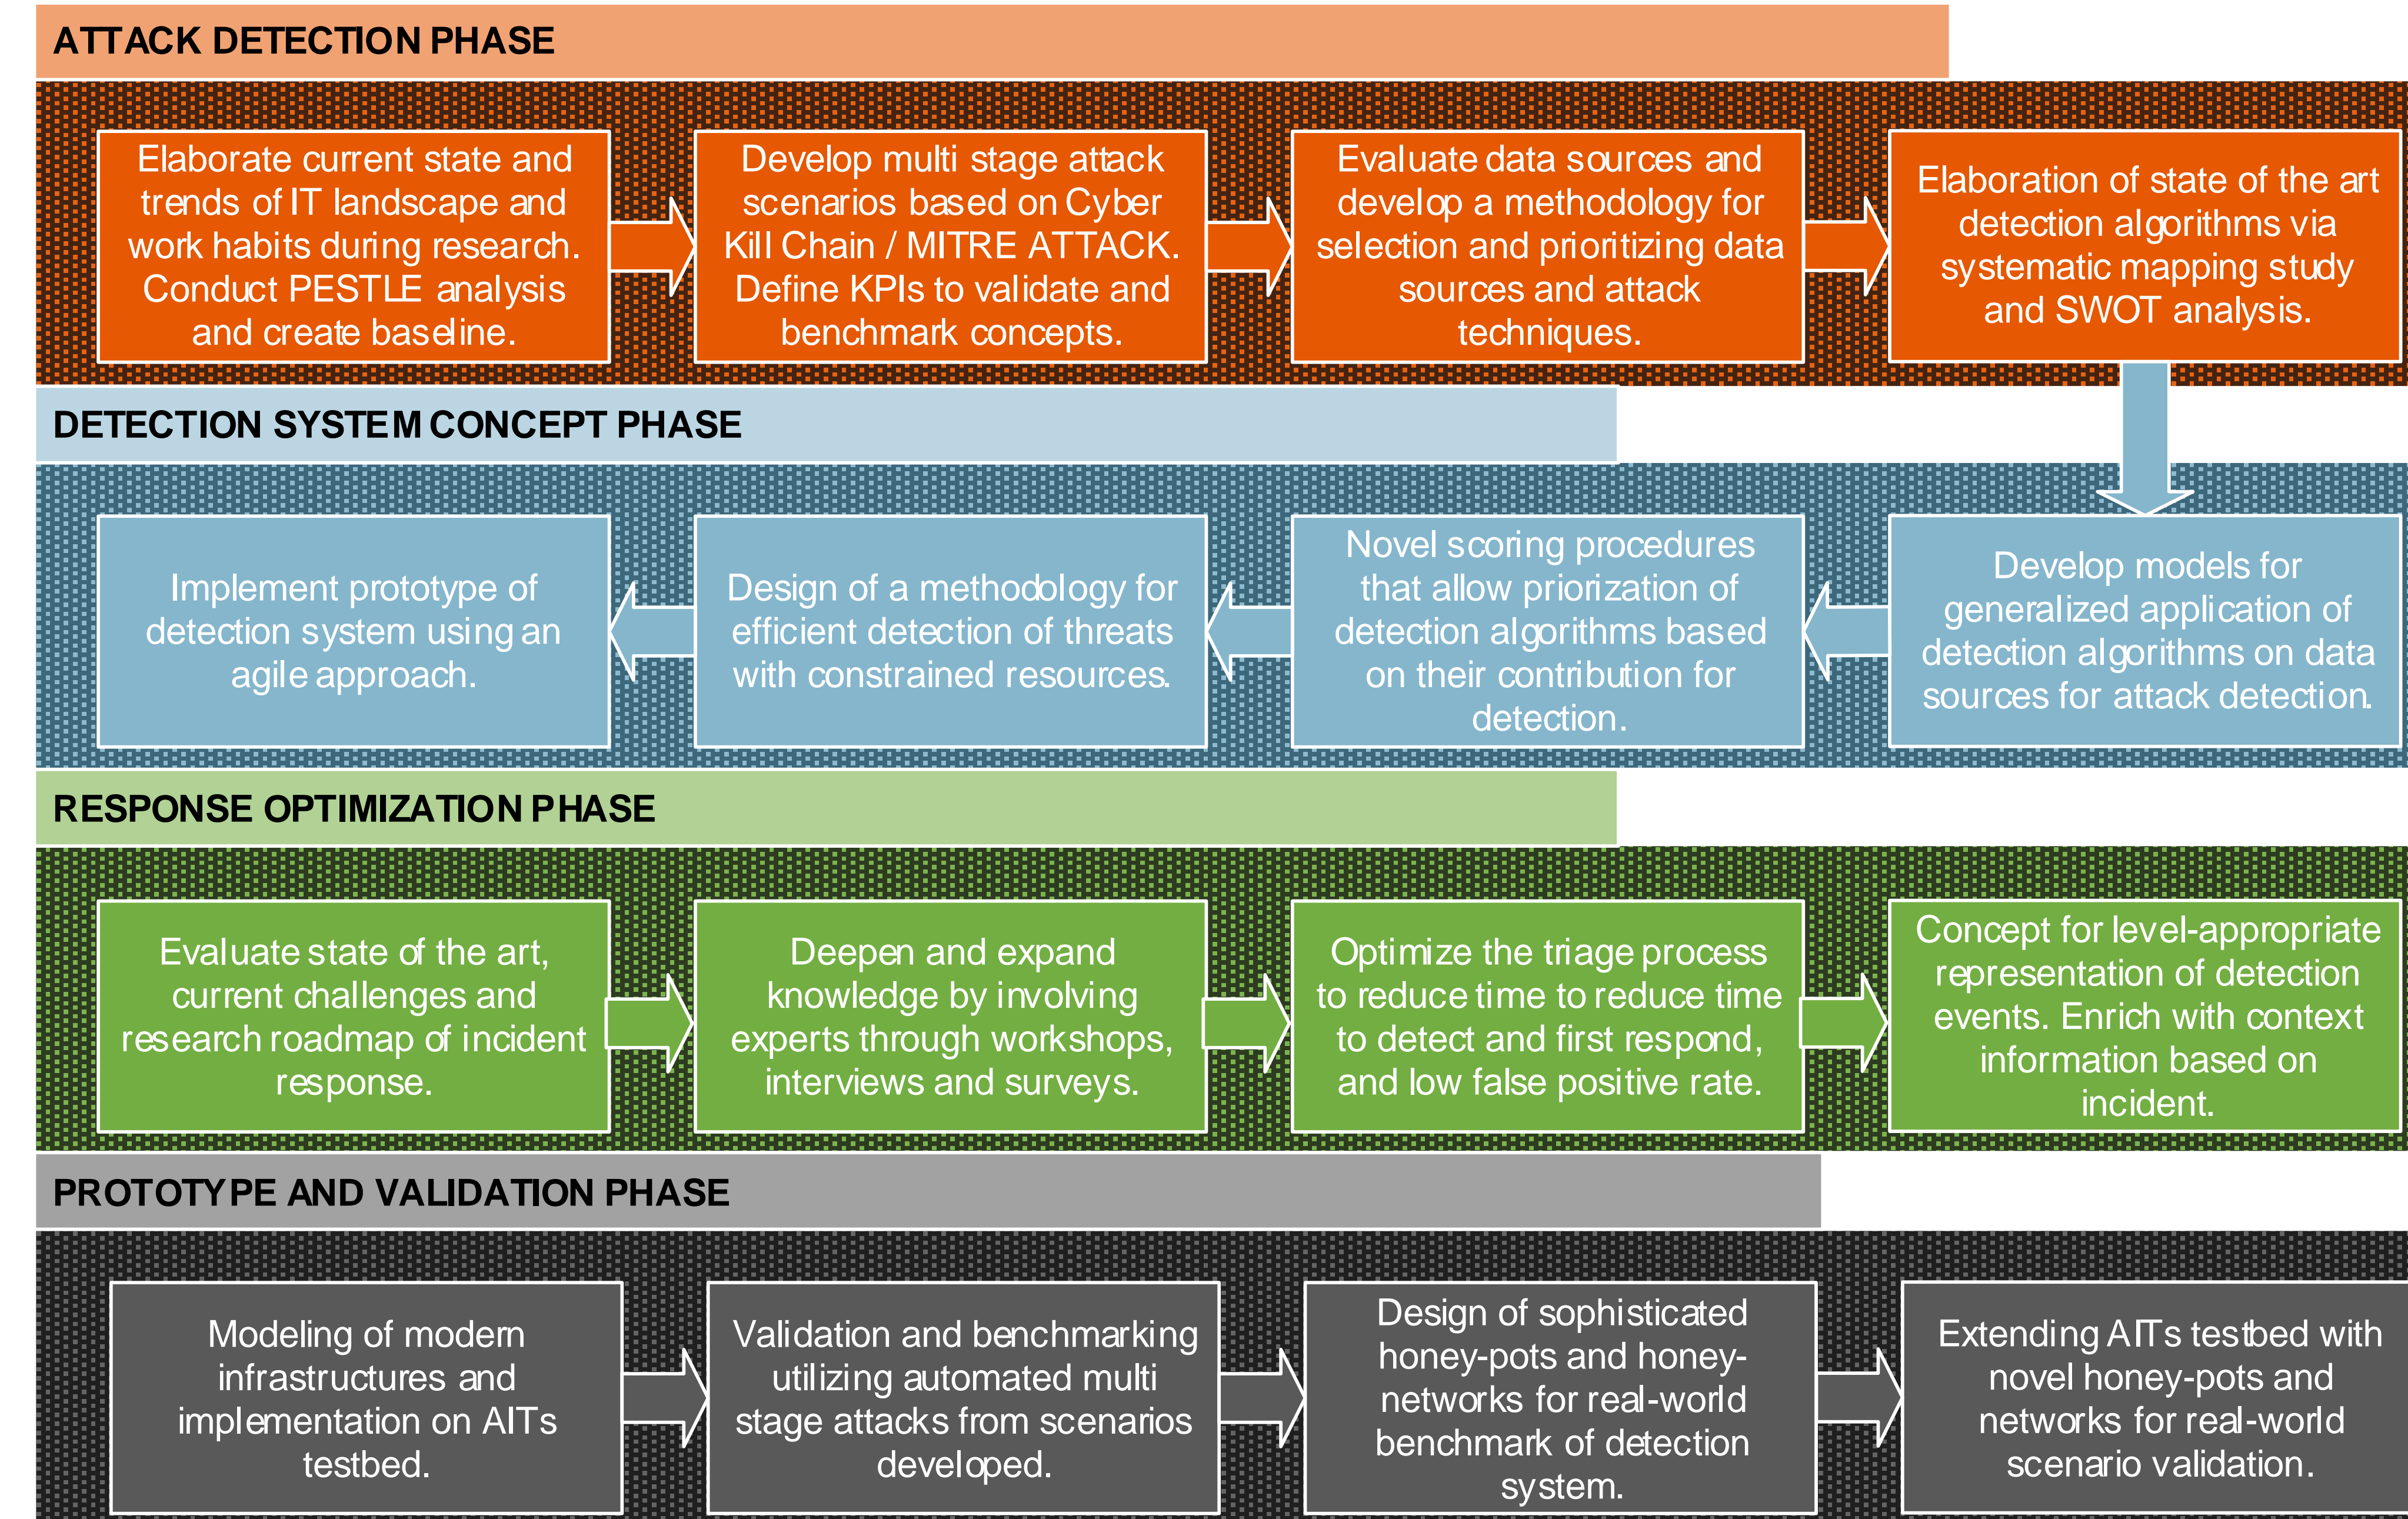 ATTACK DETECTION PHASE
Elaborate current state and
trends of IT landscape and
work habits during research.
Conduct PESTLE analysis
and create baseline.
Develop multi stage attack
scenarios based on Cyber
Kill Chain / MITRE ATTACK.
Define KPIs to validate and
benchmark concepts.
Evaluate data sources and
develop a methodology for
selection and prioritizing data
sources and attack
techniques.
Elaboration of state of the art
detection algorithms via
systematic mapping study
and SWOT analysis.
DETECTION SYSTEM CONCEPT PHASE
Implement prototype of
detection system using an
agile approach.
Design of a methodology for
efficient detection of threats
with constrained resources.
Novel scoring procedures
that allow priorization of
detection algorithms based
on their contribution for
detection.
Develop models for
generalized application of
detection algorithms on data
sources for attack detection.
RESPONSE OPTIMIZATION PHASE
Evaluate state of the art,
current challenges and
research roadmap of incident
response.
Deepen and expand
knowledge by involving
experts through workshops,
interviews and surveys.
Optimize the triage process
to reduce time to reduce time
to detect and first respond,
and low false positive rate.
Concept for level-appropriate
representation of detection
events. Enrich with context
information based on
incident.
PROTOTYPE AND VALIDATION PHASE
Modeling of modern
infrastructures and
implementation on AITs
testbed.
Validation and benchmarking
utilizing automated multi
stage attacks from scenarios
developed.
Design of sophisticated
honey-pots and honey-
networks for real-world
benchmark of detection
system.
Extending AITs testbed with
novel honey-pots and
networks for real-world
scenario validation.